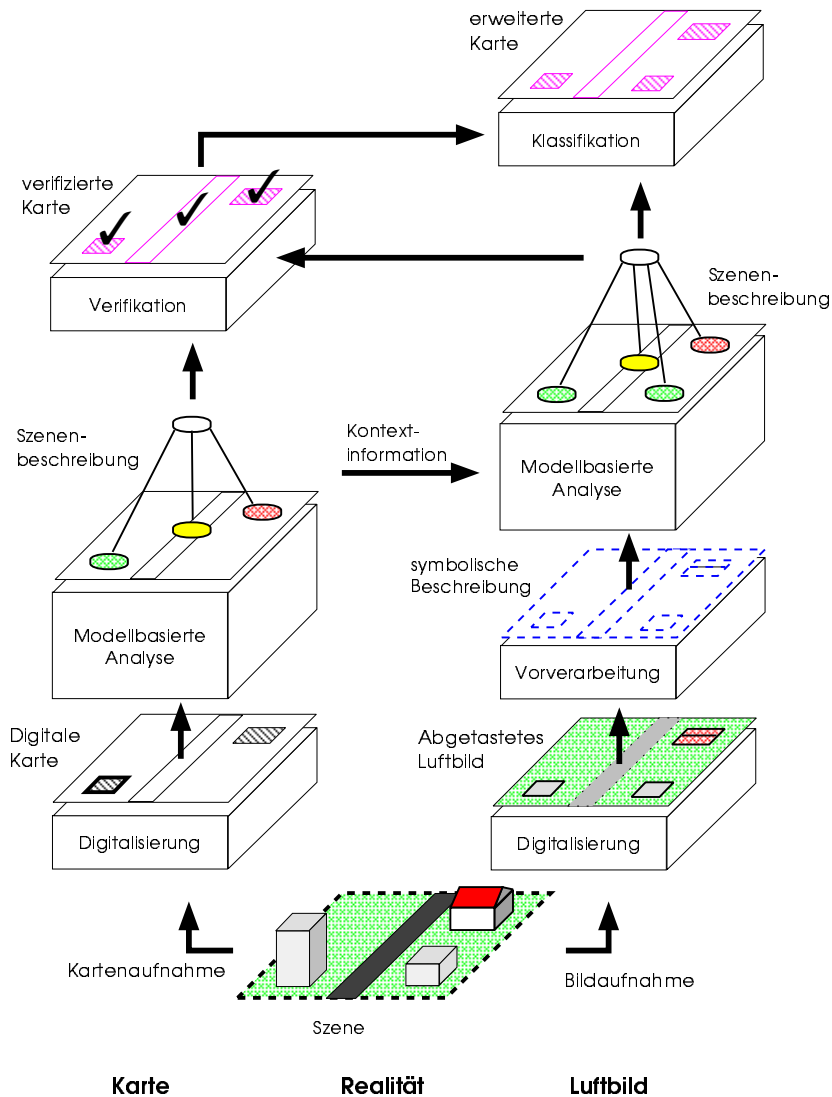 erweiterte
Karte
Klassifikation
verifizierte
Karte
Verifikation
Szenen-
beschreibung
Szenen-
beschreibung
Kontext-
information
Modellbasierte
Analyse
symbolische
Beschreibung
Modellbasierte
Analyse
Vorverarbeitung
Digitale
Karte
Abgetastetes
Luftbild
Digitalisierung
Digitalisierung
Kartenaufnahme
Bildaufnahme
Szene
Karte
Realität
Luftbild